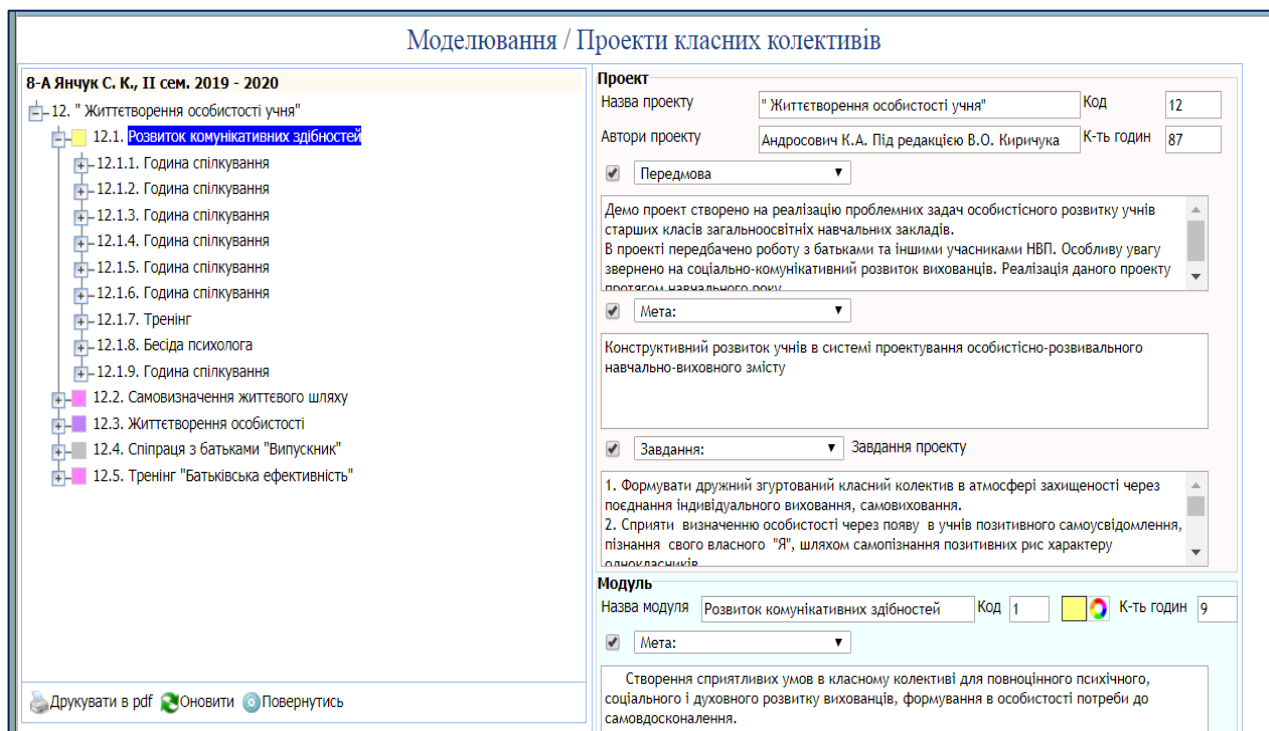 Моделювання / Проекти класних колективів
8-А Янчук С. К., II сем. 2019 - 2020
12. " Життєтворення особистості учня"
12.1. Розвиток комунікативних здібностей
12.1.1. Година спілкування
12.1.2. Година спілкування
12.1.3. Година спілкування
12.1.4. Година спілкування
12.1.5. Година спілкування
12.1.6. Година спілкування
12.1.7. Тренінг
12.1.8. Бесіда психолога
12.1.9. Година спілкування
12.2. Самовизначення життєвого шляху
12.3. Життєтворення особистості
12.4. Спіпраця з батьками "Випускник"
12.5. Тренінг "Батьківська ефективність"
Друкувати в pdf Оновити Повернутись
Проект
Назва проекту " Життєтворення особистості учня" Код 12
Автори проекту Андросович К.А. Під редакцією В.О. Киричука К-ть годин 87
Передмова
Демо проект створено на реалізацію проблемних задач особистісного розвитку учнів
старших класів загальноосвітніх навчальних закладів.
В проекті передбачено роботу з батьками та іншими учасниками НВП. Особливу увагу
звернено на соціально-комунікативний розвиток вихованців. Реалізація даного проекту
протягом навчального року
Мета:
Конструктивний розвиток учнів в системі проектування особистісно-розвивального
навчально-виховного змісту
Завдання: Завдання проекту
1. Формувати дружний згуртований класний колектив в атмосфері захищеності через
поєднання індивідуального виховання, самовиховання.
2. Сприяти визначенню особистості через появу в учнів позитивного самоусвідомлення,
пізнання свого власного "Я", шляхом самопізнання позитивних рис характеру
однокласників
Модуль
Назва модуля Розвиток комунікативних здібностей Код 1 К-ть годин 9
Мета:
Створення сприятливих умов в класному колективі для повноцінного психічного,
соціального і духовного розвитку вихованців, формування в особистості потреби до
самовдосконалення.